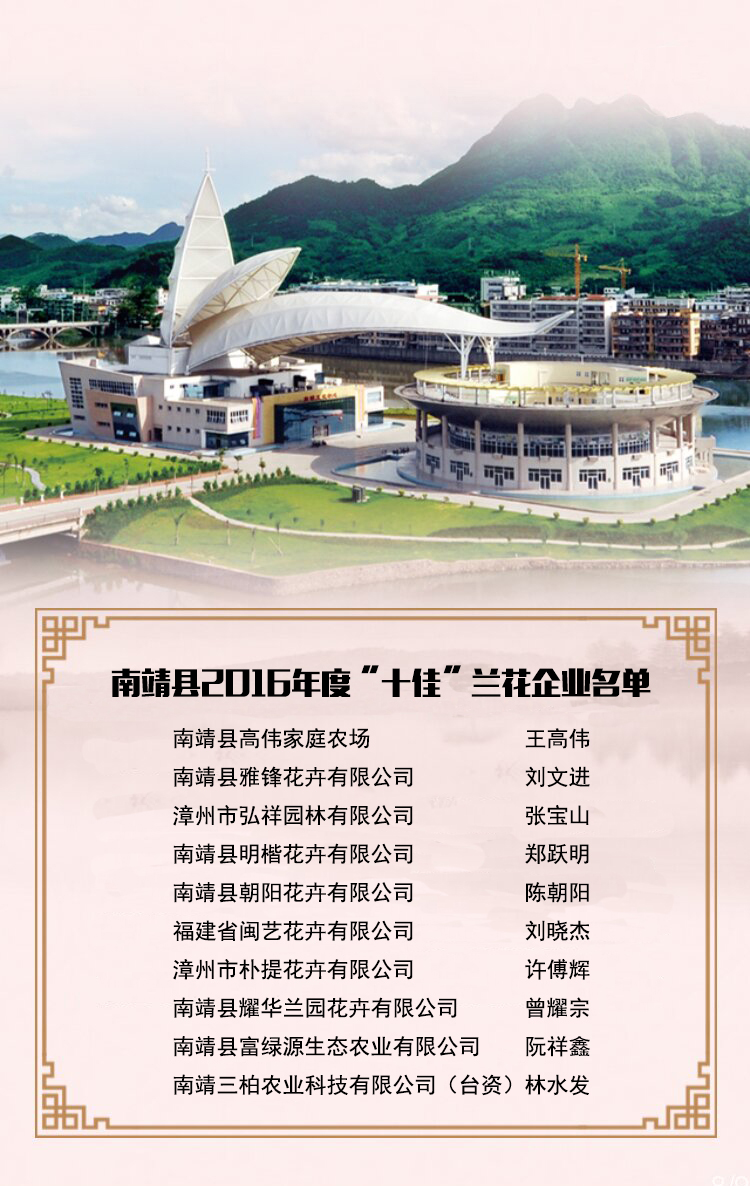 南靖县2016年度“十佳”兰花企业名单
南靖县高伟家庭农场 王高伟
南靖县雅锋花卉有限公司 刘文进
漳州市弘祥园林有限公司 张宝山
南靖县明楷花卉有限公司 郑跃明
南靖县朝阳花卉有限公司 陈朝阳
福建省闽艺花卉有限公司 刘晓杰
漳州市朴提花卉有限公司 许傅辉
南靖县耀华兰园花卉有限公司 曾耀宗
南靖县富绿源生态农业有限公司 阮祥鑫
南靖三柏农业科技有限公司（台资）林水发